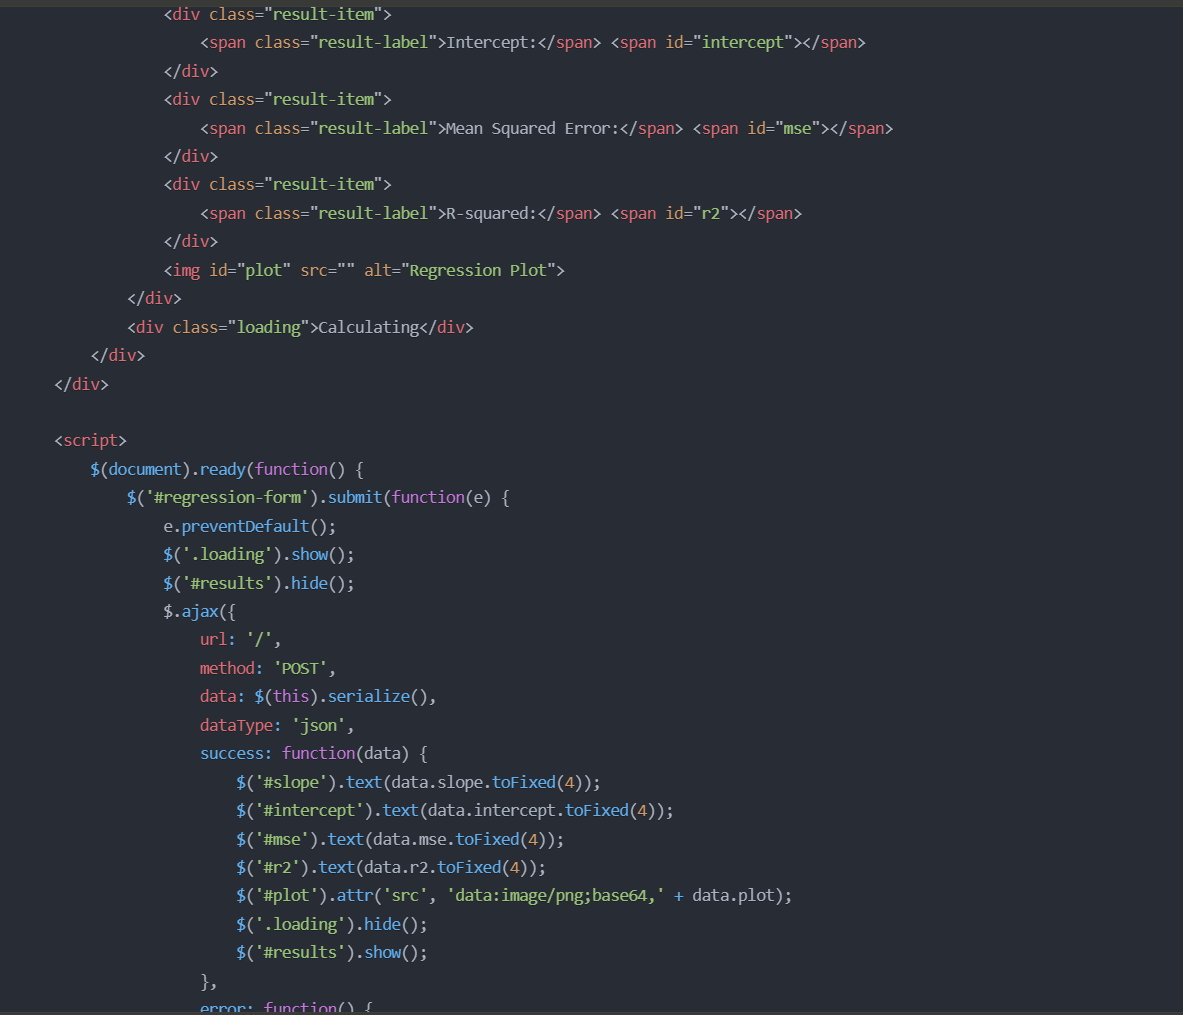 <div class="result-item">
<span class="result-label">Intercept:</span> <span id="intercept"></span>
</div>
<div class="result-item">
<span class="result-label">Mean Squared Error:</span> <span id="mse"></span>
</div>
<div class="result-item">
<span class="result-label">R-squared:</span> <span id="r2"></span>
</div>
<img id="plot" src="" alt="Regression Plot">
</div>
<div class="loading">Calculating</div>
</div>
</div>
<script>
$(document).ready(function() {
$('#regression-form').submit(function(e) {
e.preventDefault();
$('.loading').show();
$('#results').hide();
$.ajax({
url: '/',
method: 'POST',
data: $(this).serialize(),
dataType: 'json',
success: function(data) {
$('#slope').text(data.slope.toFixed(4));
$('#intercept').text(data.intercept.toFixed(4));
$('#mse').text(data.mse.toFixed(4));
$('#r2').text(data.r2.toFixed(4));
$('#plot').attr('src', 'data:image/png;base64,' + data.plot);
$('.loading').hide();
$('#results').show();
},
error: function() {